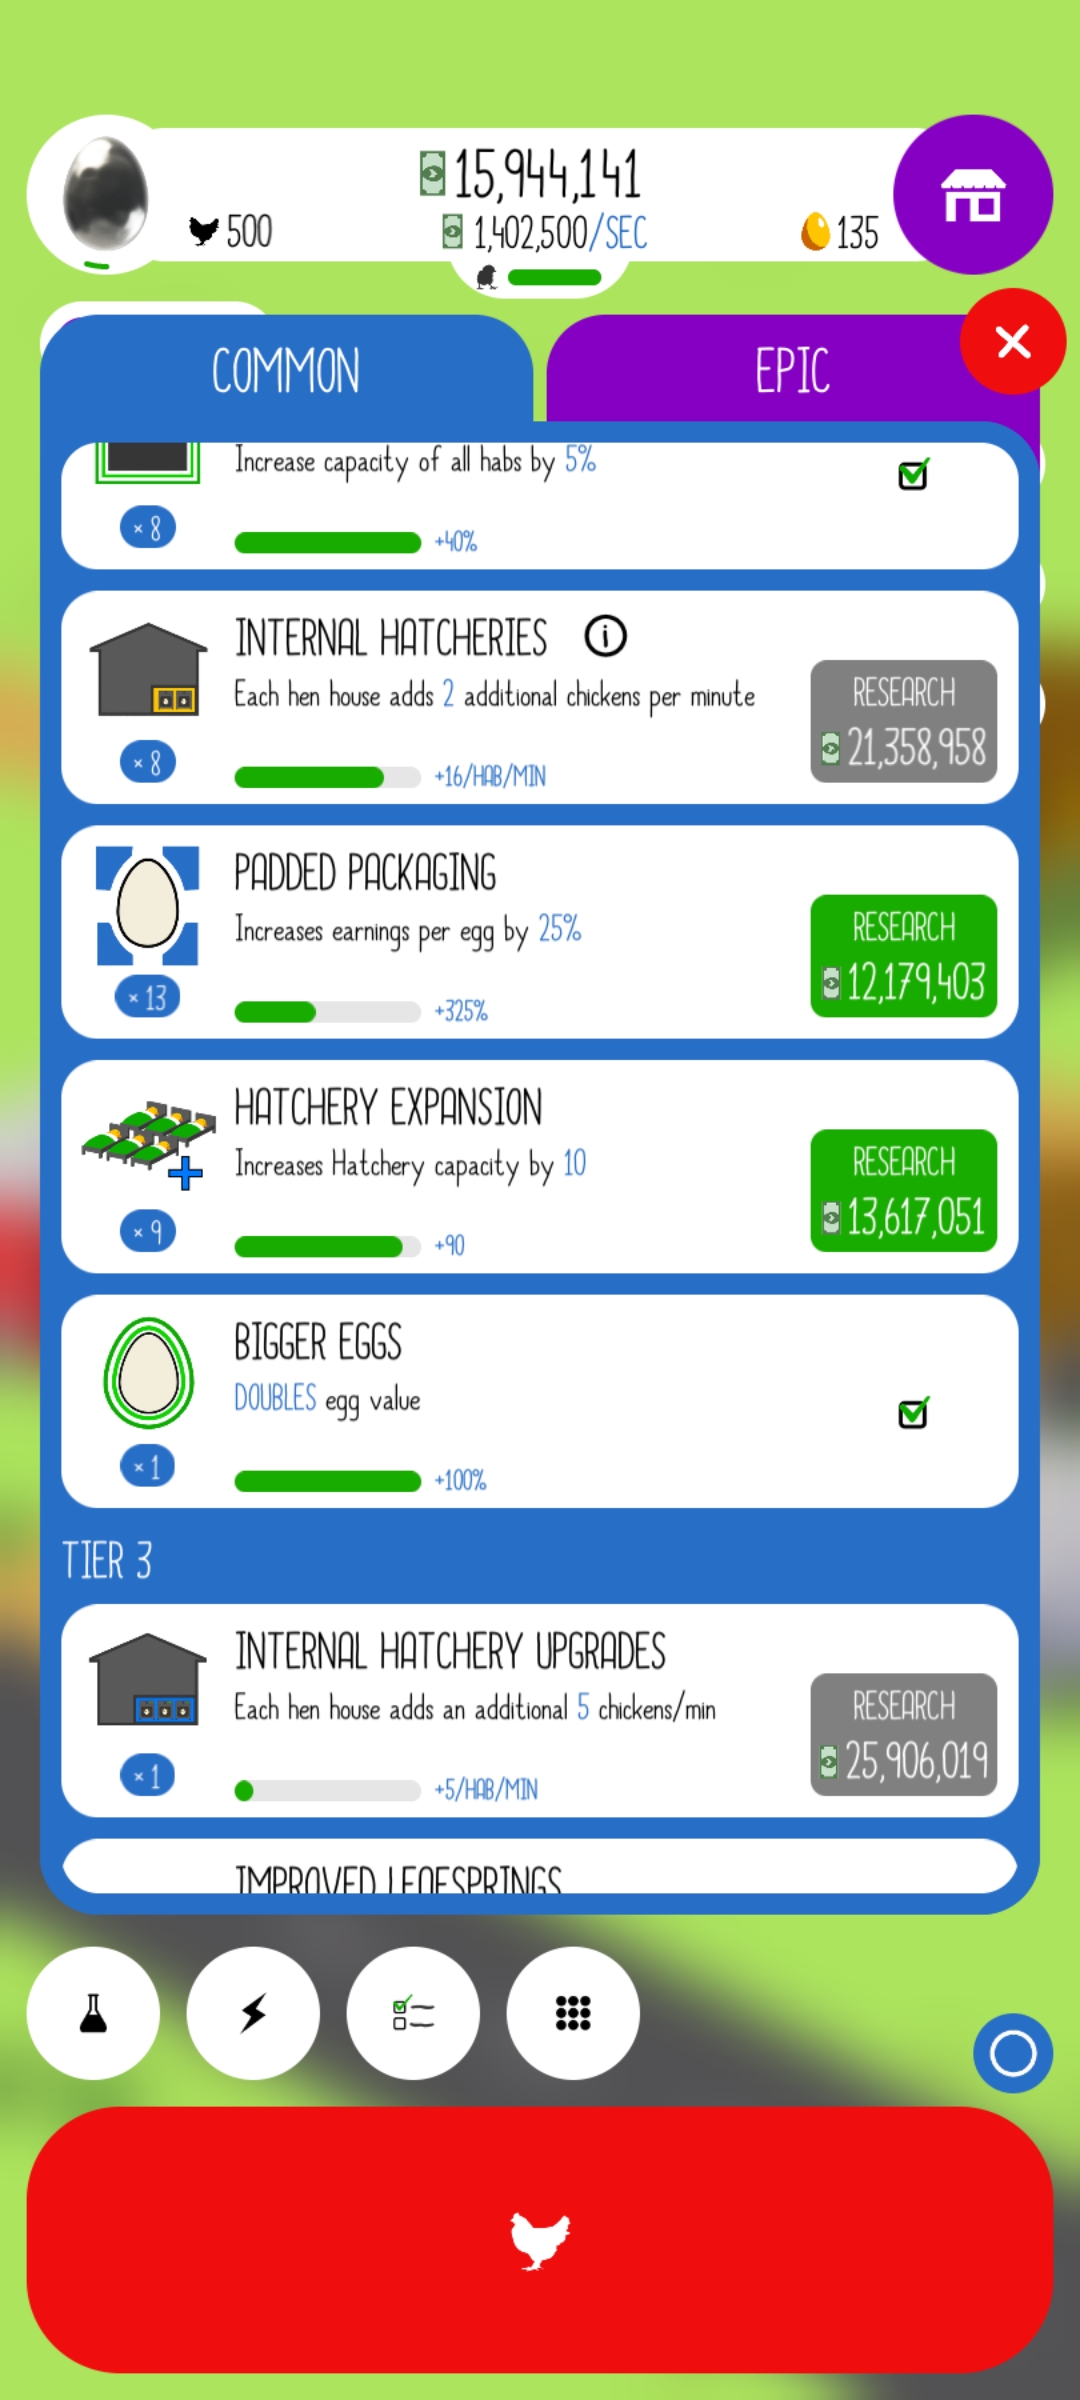 15,944,141
500
1,402,500/SEC
135
COMMON
EPIC
Increase capacity of all habs by 5%
× 8
+40%
INTERNAL HATCHERIES
i
Each hen house adds 2 additional chickens per minute
RESEARCH
21,358,958
× 8
+16/HAB/MIN
PADDED PACKAGING
Increases earnings per egg by 25%
RESEARCH
12,179,403
× 13
+325%
HATCHERY EXPANSION
Increases Hatchery capacity by 10
RESEARCH
13,617,051
× 9
+90
BIGGER EGGS
DOUBLES egg value
× 1
+100%
TIER 3
INTERNAL HATCHERY UPGRADES
Each hen house adds an additional 5 chickens/min
RESEARCH
25,906,019
× 1
+5/HAB/MIN
IMPROVED LEAFSPRINGS